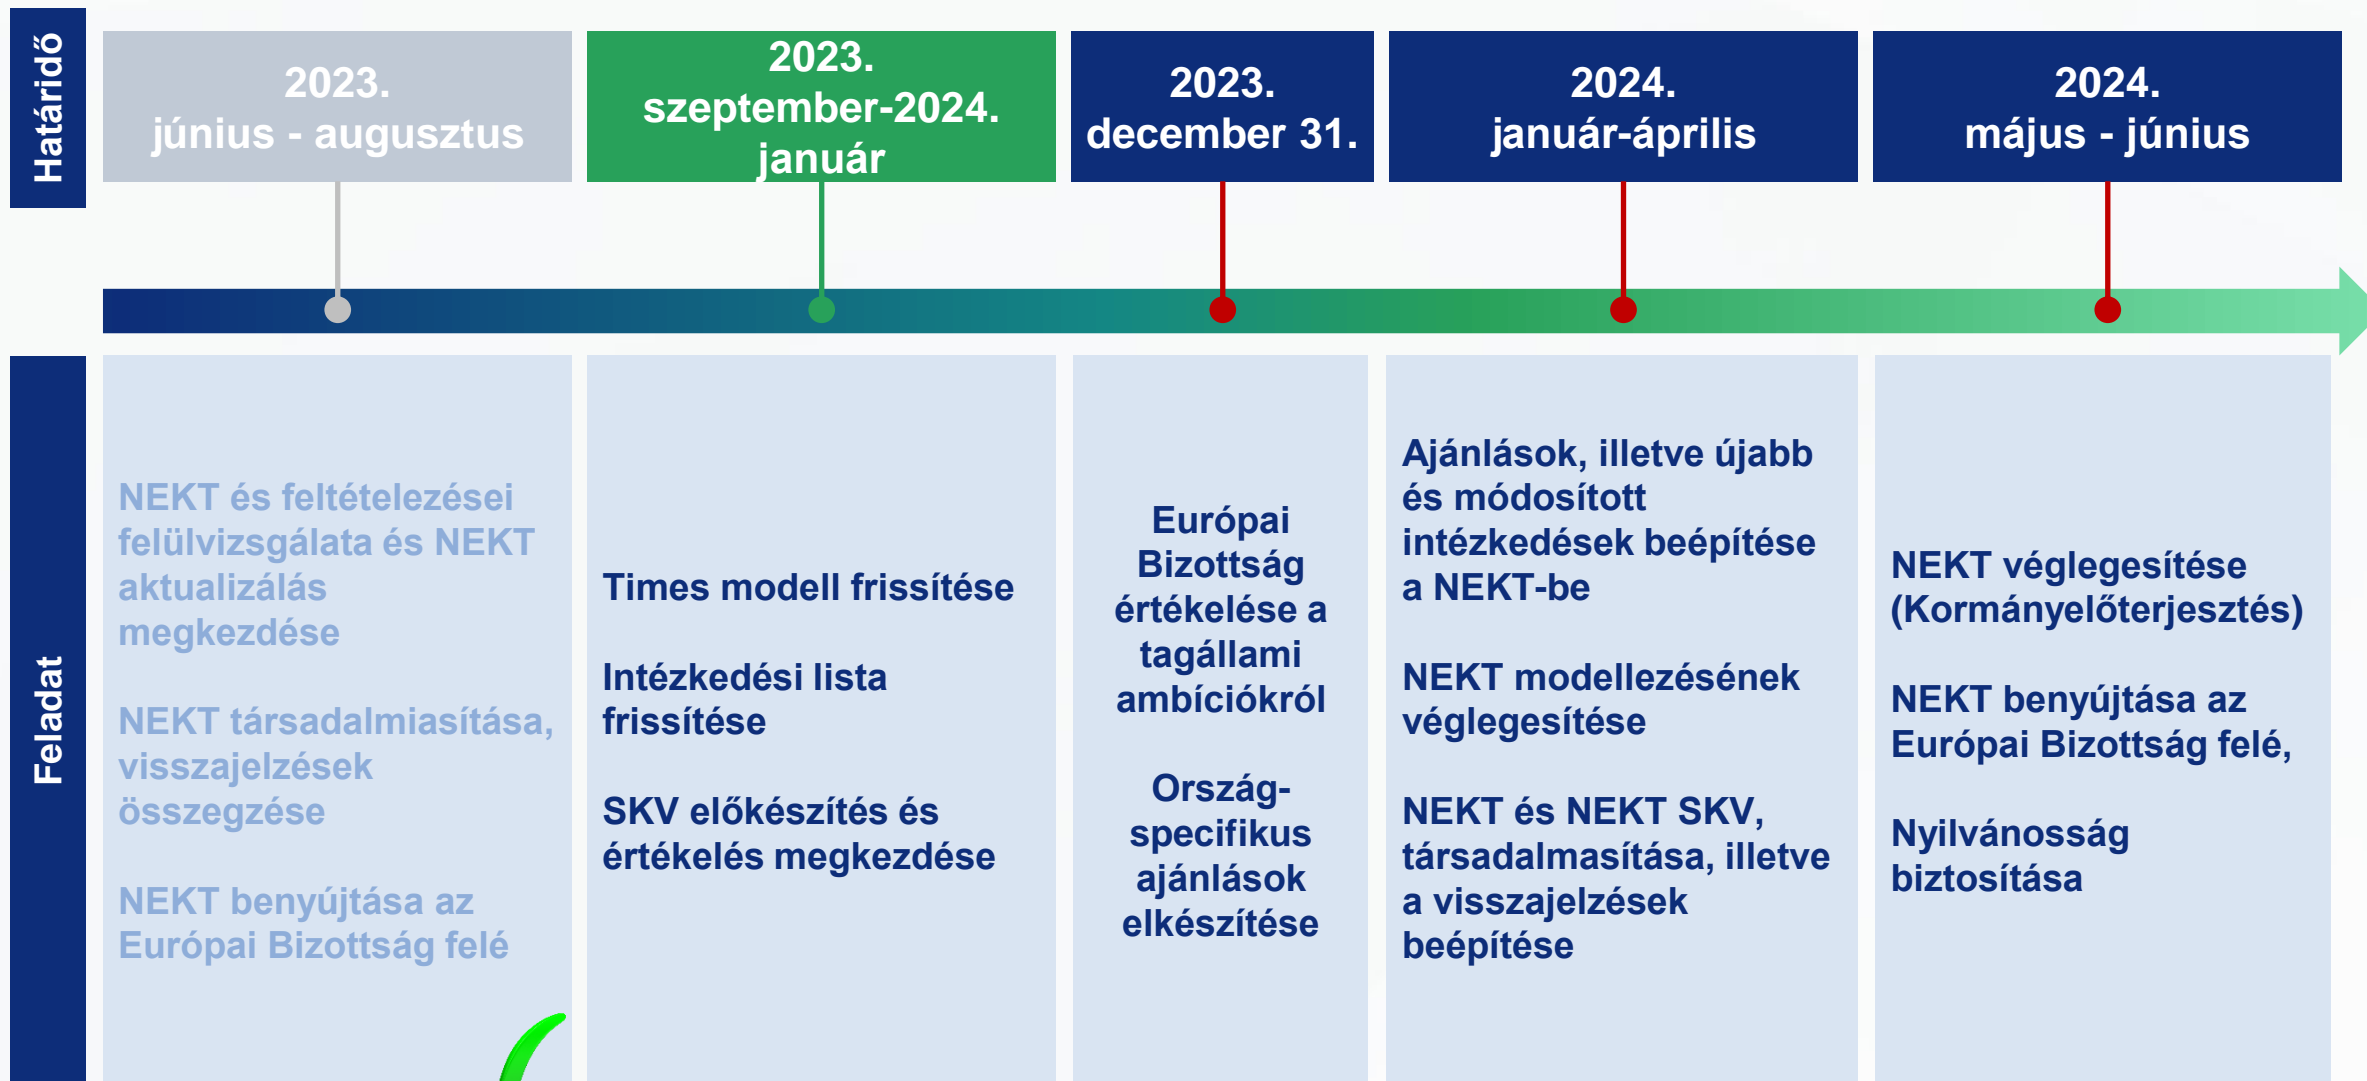 Határidő
2023.
június - augusztus
2023.
szeptember-2024.
január
2023.
december 31.
2024.
január-április
2024.
május - június
Feladat
NEKT és feltételezései
felülvizsgálata és NEKT
aktualizálás
megkezdése
NEKT társadalmiasítása,
visszajelzések
összegzése
NEKT benyújtása az
Európai Bizottság felé
Times modell frissítése
Intézkedési lista
frissítése
SKV előkészítés és
értékelés megkezdése
Európai
Bizottság
értékelése a
tagállami
ambíciókról
Ország-
specifikus
ajánlások
elkészítése
Ajánlások, illetve újabb
és módosított
intézkedések beépítése
a NEKT-be
NEKT modellezésének
véglegesítése
NEKT és NEKT SKV,
társadalmasítása, illetve
a visszajelzések
beépítése
NEKT véglegesítése
(Kormányelőterjesztés)
NEKT benyújtása az
Európai Bizottság felé,
Nyilvánosság
biztosítása